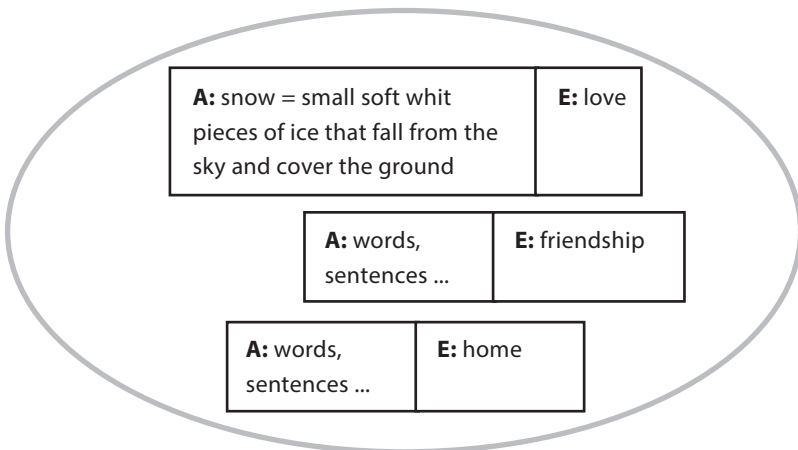 A: snow = small soft whit
pieces of ice that fall from the
sky and cover the ground
E: love
A: words,
sentences ...
E: friendship
A: words,
sentences ...
E: home